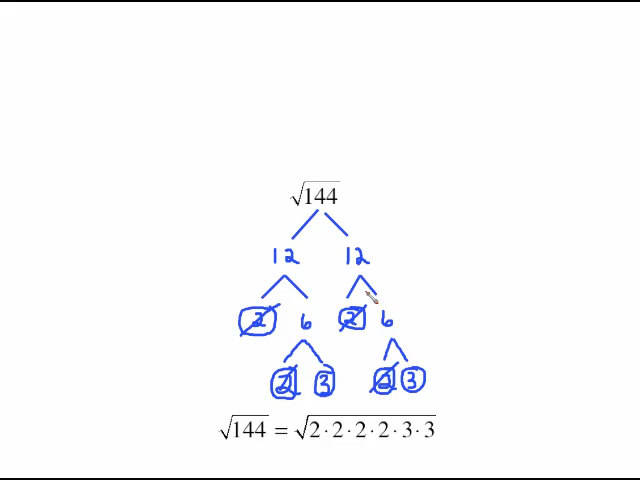 √144
12 12
2 6 2 6
2 3 2 3
√144 = √2·2·2·2·3·3